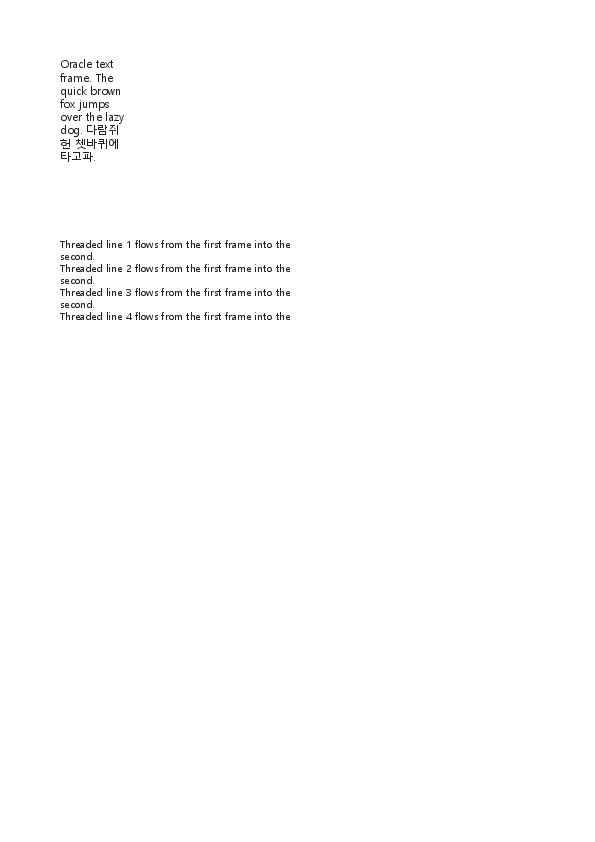 Oracle text
frame. The
quick brown
fox jumps
over the lazy
dog. 다람쥐
헌 쳇바퀴에
타고파.
Threaded line 1 flows from the first frame into the
second.
Threaded line 2 flows from the first frame into the
second.
Threaded line 3 flows from the first frame into the
second.
Threaded line 4 flows from the first frame into the